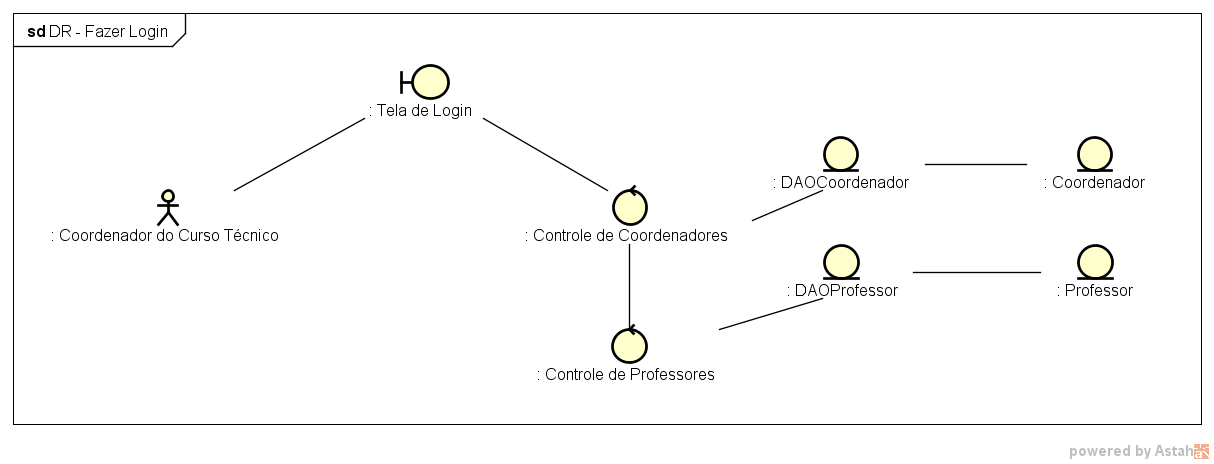 sd DR - Fazer Login
: Tela de Login
: DAOCoordenador
: Coordenador
: Coordenador do Curso Técnico
: Controle de Coordenadores
: DAOProfessor
: Professor
: Controle de Professores
powered by Astah